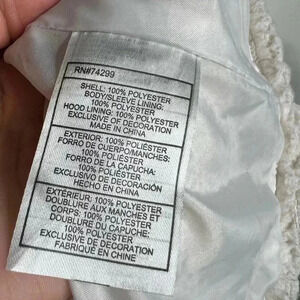 RN#74299
SHELL: 100% POLYESTER
BODY/SLEEVE LINING:
100% POLYESTER
HOOD LINING: 100% POLYESTER
EXCLUSIVE OF DECORATION
MADE IN CHINA
EXTERIOR: 100% POLIÉSTER
FORRO DE CUERPO/MANCHES:
100% POLIÉSTER
FORRO DE LA CAPUCHA:
100% POLIÉSTER
EXCLUSIVO DE DECORACIÓN
HECHO EN CHINA
EXTÉRIEUR: 100% POLYESTER
DOUBLURE AUX MANCHES ET
CORPS: 100% POLYESTER
DOUBLURE DU CAPUCHE:
100% POLYESTER
EXCLUSIVE DE DECORATION
FABRIQUÉ EN CHINE